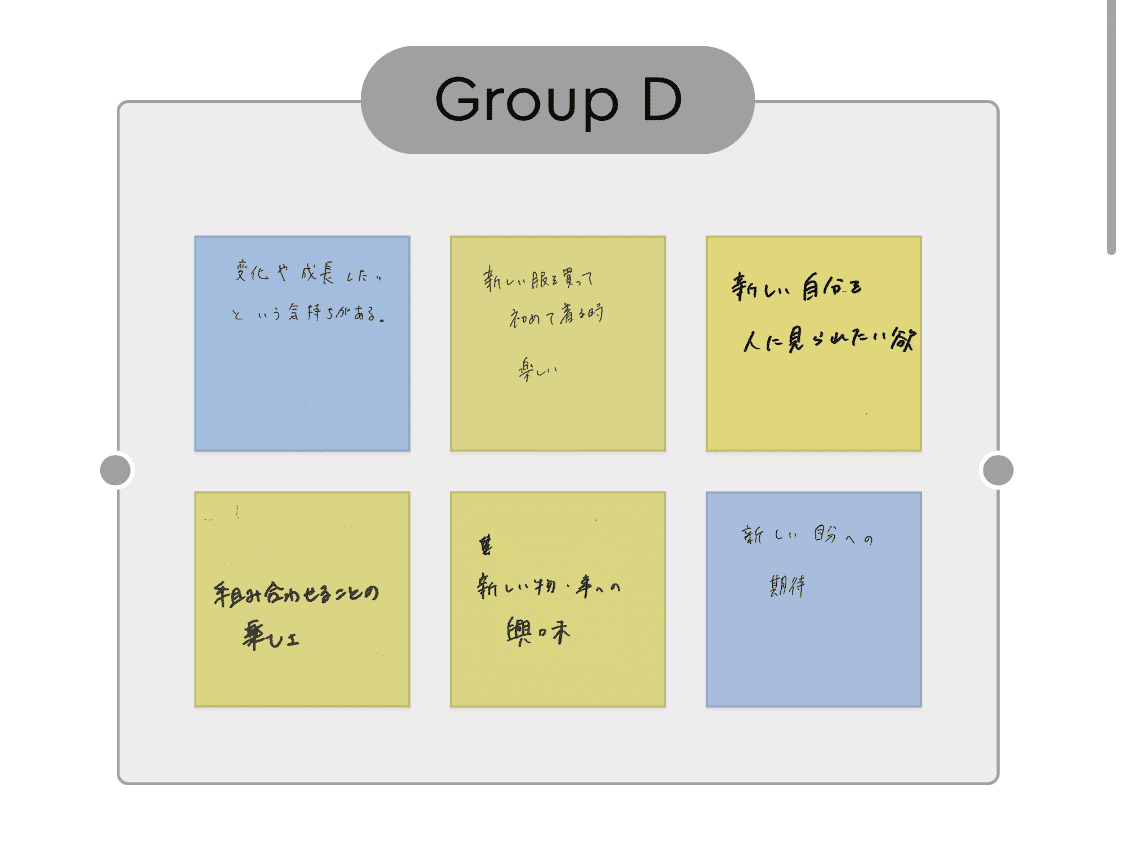 Group D
変化や成長したい
という気持ちがある。
新しい服を買って
初めて着る時
楽しい
新しい自分を
人に見られたい欲
組み合わせることの
楽しさ
新しい物・事への
興味
新しい自分への
期待